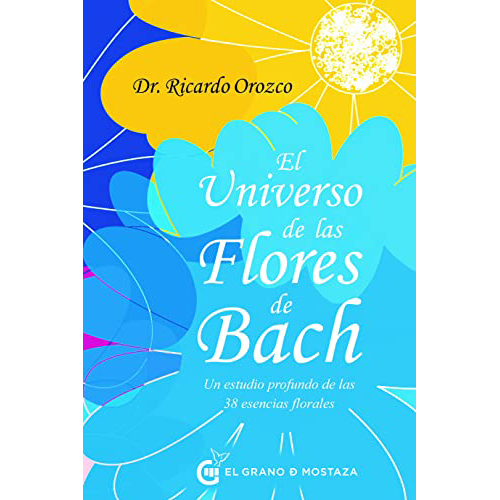 Dr. Ricardo Orozco
El
Universo
de las
Flores
de
Bach
Un estudio profundo de las
38 esencias florales
EL GRANO Đ MOSTAZA